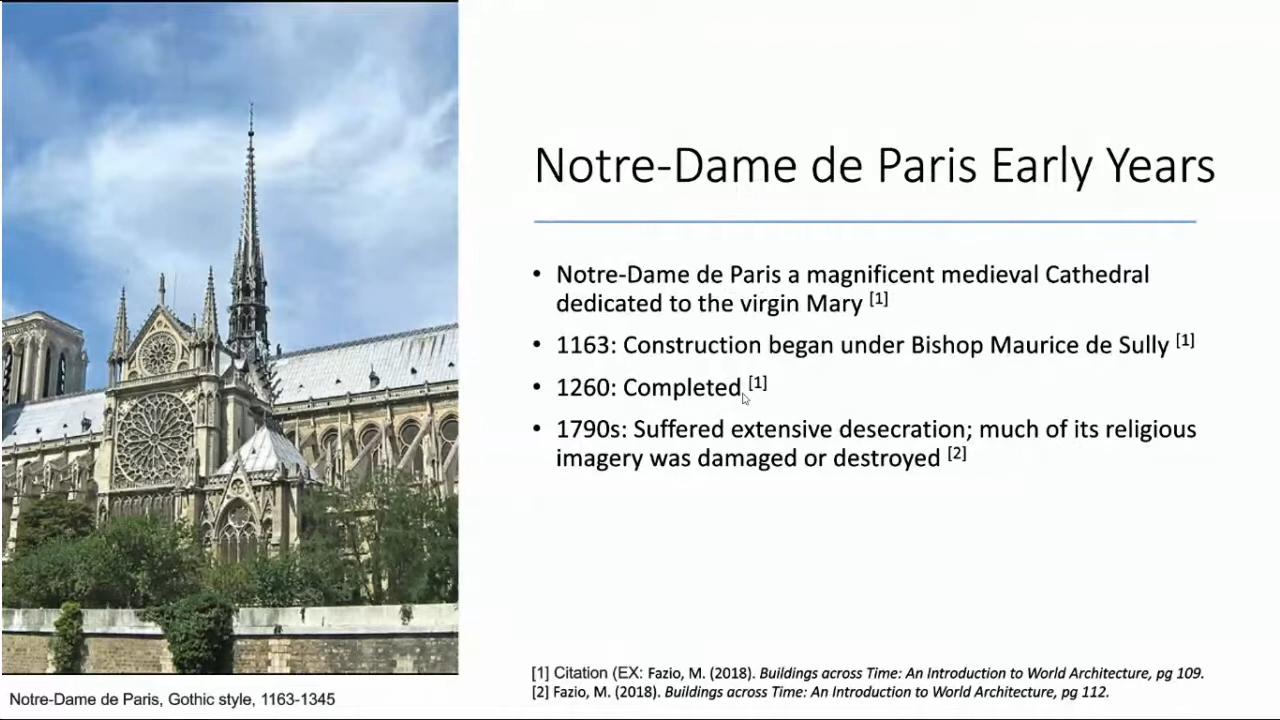 Notre-Dame de Paris Early Years
• Notre-Dame de Paris a magnificent medieval Cathedral
dedicated to the virgin Mary [1]
• 1163: Construction began under Bishop Maurice de Sully [1]
• 1260: Completed [1]
• 1790s: Suffered extensive desecration; much of its religious
imagery was damaged or destroyed [2]
[1] Citation (EX: Fazio, M. (2018). Buildings across Time: An Introduction to World Architecture, pg 109.
[2] Fazio, M. (2018). Buildings across Time: An Introduction to World Architecture, pg 112.
Notre-Dame de Paris, Gothic style, 1163-1345